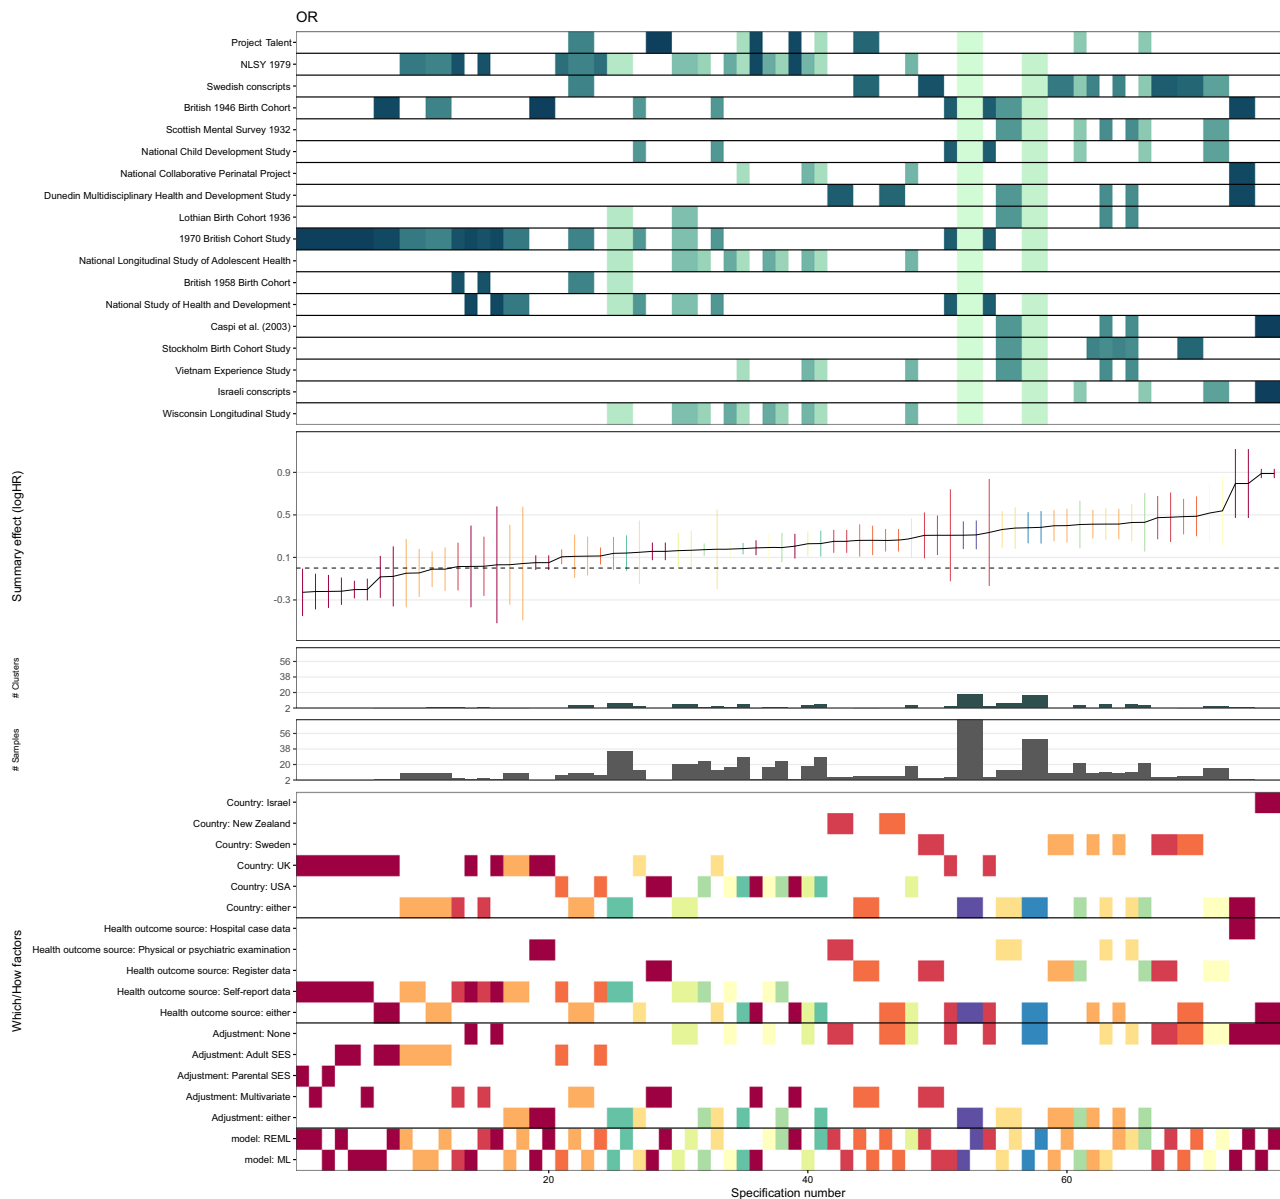 OR
Project Talent
NLSY 1979
Swedish conscripts
British 1946 Birth Cohort
Scottish Mental Survey 1932
National Child Development Study
National Collaborative Perinatal Project
Dunedin Multidisciplinary Health and Development Study
Lothian Birth Cohort 1936
1970 British Cohort Study
National Longitudinal Study of Adolescent Health
British 1958 Birth Cohort
National Study of Health and Development
Caspi et al. (2003)
Stockholm Birth Cohort Study
Vietnam Experience Study
Israeli conscripts
Wisconsin Longitudinal Study
Summary effect (logHR)
0.9
0.5
0.1
-0.3
# Clusters
56
38
20
2
# Samples
56
38
20
2
Which/How factors
Country: Israel
Country: New Zealand
Country: Sweden
Country: UK
Country: USA
Country: either
Health outcome source: Hospital case data
Health outcome source: Physical or psychiatric examination
Health outcome source: Register data
Health outcome source: Self-report data
Health outcome source: either
Adjustment: None
Adjustment: Adult SES
Adjustment: Parental SES
Adjustment: Multivariate
Adjustment: either
model: REML
model: ML
20 40 60
Specification number